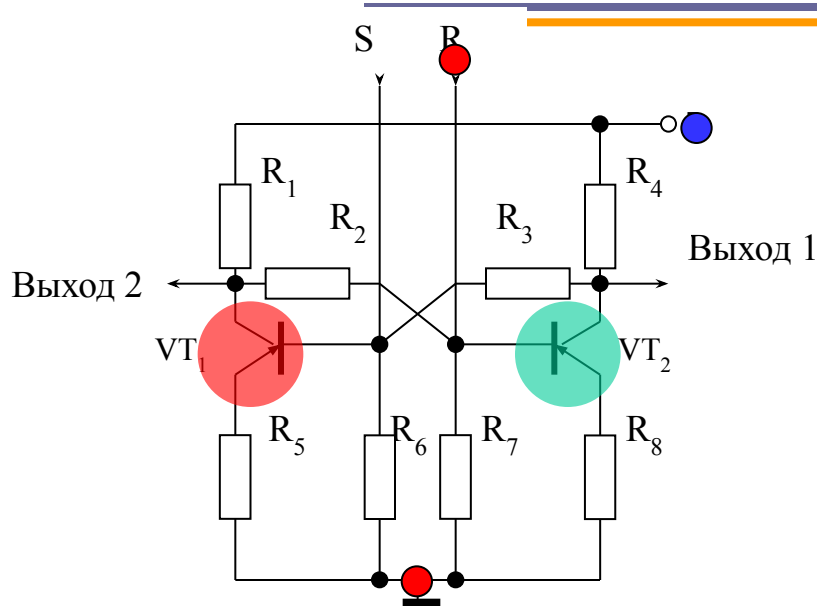 S R
R1 R4
R2 R3
Выход 1
Выход 2
VT1 VT2
R5 R6 R7 R8